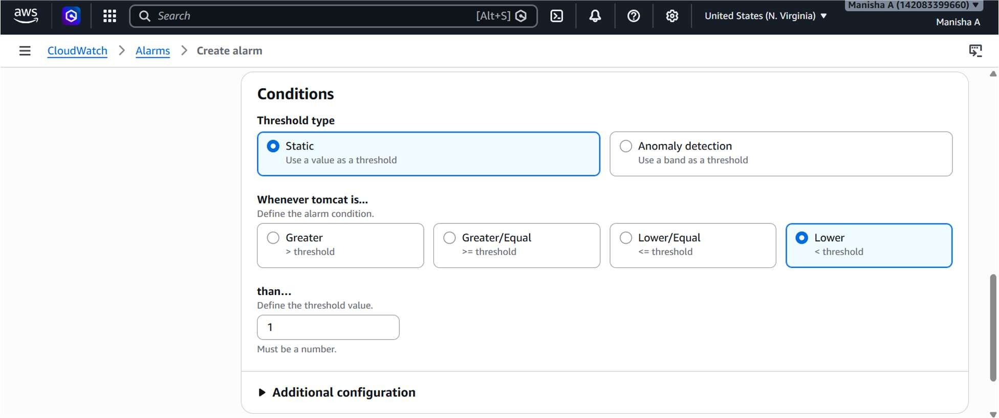 aws
Search [Alt+S]
United States (N. Virginia)
Manisha A (142083399660)
Manisha A
CloudWatch > Alarms > Create alarm
Conditions
Threshold type
Static
Use a value as a threshold
Anomaly detection
Use a band as a threshold
Whenever tomcat is...
Define the alarm condition.
Greater
> threshold
Greater/Equal
>= threshold
Lower/Equal
<= threshold
Lower
< threshold
than...
Define the threshold value.
1
Must be a number.
Additional configuration